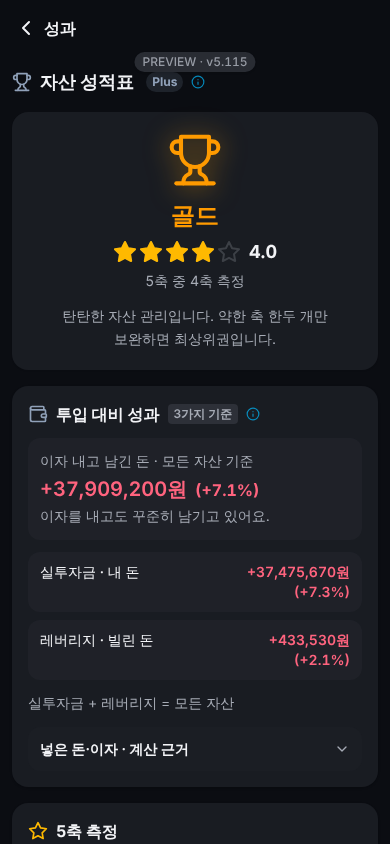 성과
PREVIEW · v5.115
자산 성적표 Plus
골드
4.0
5축 중 4축 측정
탄탄한 자산 관리입니다. 약한 축 한두 개만
보완하면 최상위권입니다.
투입 대비 성과 3가지 기준
이자 내고 남긴 돈 · 모든 자산 기준
+37,909,200원 (+7.1%)
이자를 내고도 꾸준히 남기고 있어요.
실투자금 · 내 돈 +37,475,670원
(+7.3%)
레버리지 · 빌린 돈 +433,530원
(+2.1%)
실투자금 + 레버리지 = 모든 자산
넣은 돈·이자 · 계산 근거
5축 측정